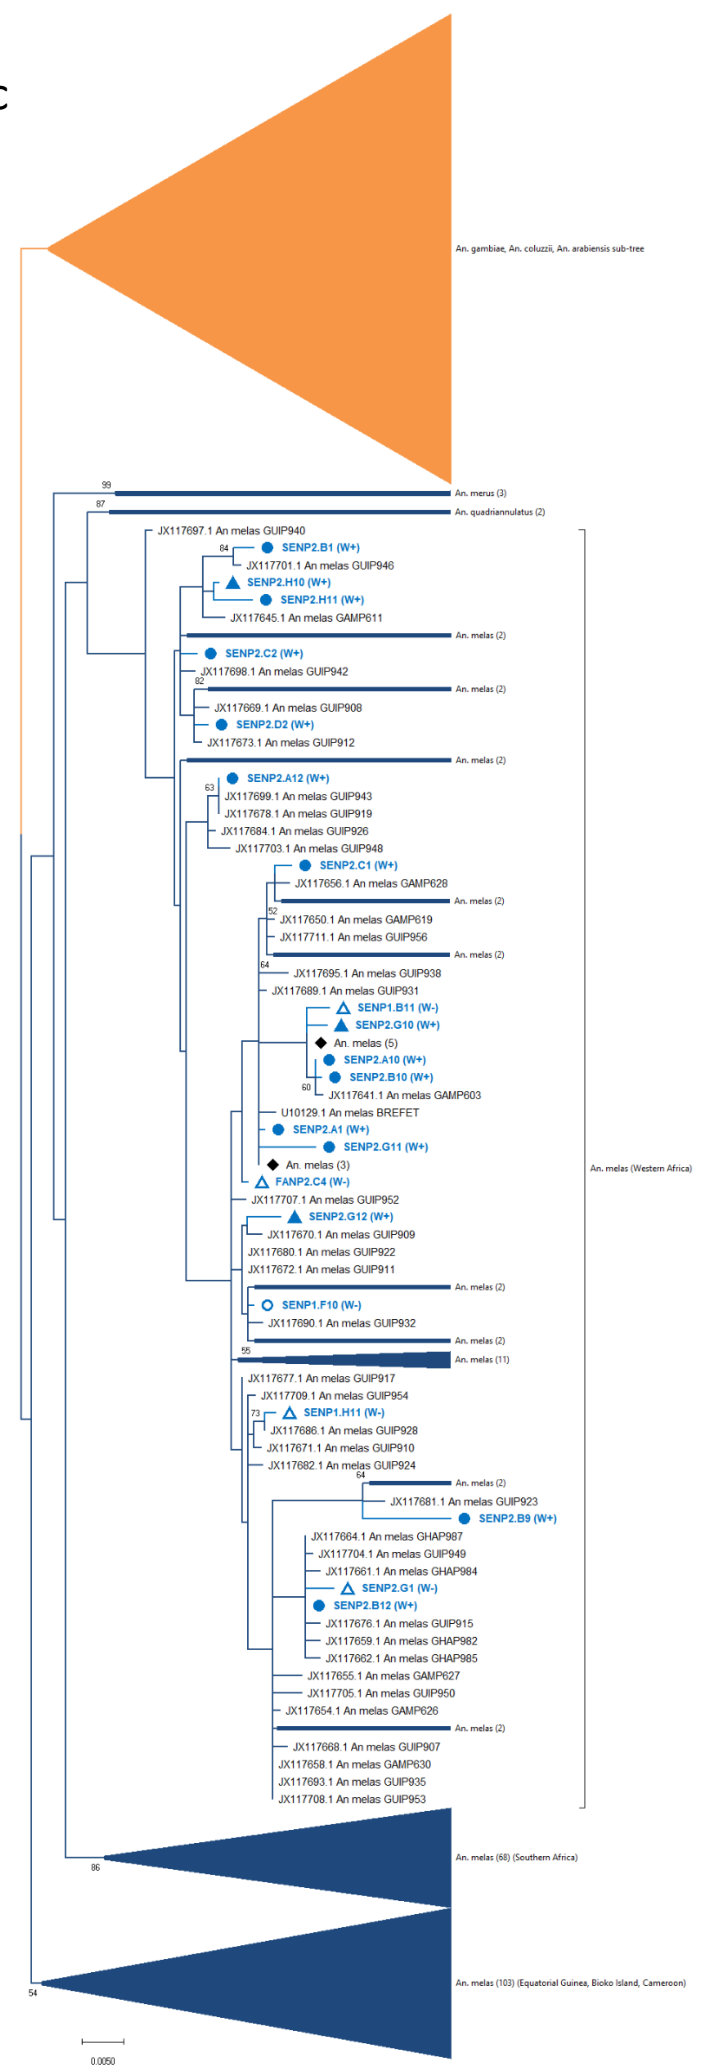 C
An. gambiae, An. coluzzii, An. arabiensis sub-tree
99
An. merus (3)
87
An. quadriannulatus (2)
JX117697.1 An melas GUIP940
84
SENP2.B1 (W+)
JX117701.1 An melas GUIP946
SENP2.H10 (W+)
SENP2.H11 (W+)
JX117645.1 An melas GAMP611
An. melas (2)
SENP2.C2 (W+)
JX117698.1 An melas GUIP942
82
An. melas (2)
JX117669.1 An melas GUIP908
SENP2.D2 (W+)
JX117673.1 An melas GUIP912
An. melas (2)
SENP2.A12 (W+)
63
JX117699.1 An melas GUIP943
JX117678.1 An melas GUIP919
JX117684.1 An melas GUIP926
JX117703.1 An melas GUIP948
SENP2.C1 (W+)
JX117656.1 An melas GAMP628
An. melas (2)
52
JX117650.1 An melas GAMP619
JX117711.1 An melas GUIP956
An. melas (2)
64
JX117695.1 An melas GUIP938
JX117689.1 An melas GUIP931
SENP1.B11 (W-)
SENP2.G10 (W+)
An. melas (5)
SENP2.A10 (W+)
SENP2.B10 (W+)
60
JX117641.1 An melas GAMP603
U10129.1 An melas BREFET
SENP2.A1 (W+)
SENP2.G11 (W+)
An. melas (3)
An. melas (Western Africa)
FANP2.C4 (W-)
JX117707.1 An melas GUIP952
SENP2.G12 (W+)
JX117670.1 An melas GUIP909
JX117680.1 An melas GUIP922
JX117672.1 An melas GUIP911
An. melas (2)
SENP1.F10 (W-)
JX117690.1 An melas GUIP932
An. melas (2)
55
An. melas (11)
JX117677.1 An melas GUIP917
JX117709.1 An melas GUIP954
73
SENP1.H11 (W-)
JX117686.1 An melas GUIP928
JX117671.1 An melas GUIP910
JX117682.1 An melas GUIP924
64
An. melas (2)
JX117681.1 An melas GUIP923
SENP2.B9 (W+)
JX117664.1 An melas GHAP987
JX117704.1 An melas GUIP949
JX117661.1 An melas GHAP984
SENP2.G1 (W-)
SENP2.B12 (W+)
JX117676.1 An melas GUIP915
JX117659.1 An melas GHAP982
JX117662.1 An melas GHAP985
JX117655.1 An melas GAMP627
JX117705.1 An melas GUIP950
JX117654.1 An melas GAMP626
An. melas (2)
JX117668.1 An melas GUIP907
JX117658.1 An melas GAMP630
JX117693.1 An melas GUIP935
JX117708.1 An melas GUIP953
An. melas (68) (Southern Africa)
86
An. melas (103) (Equatorial Guinea, Bioko Island, Cameroon)
54
0.0050